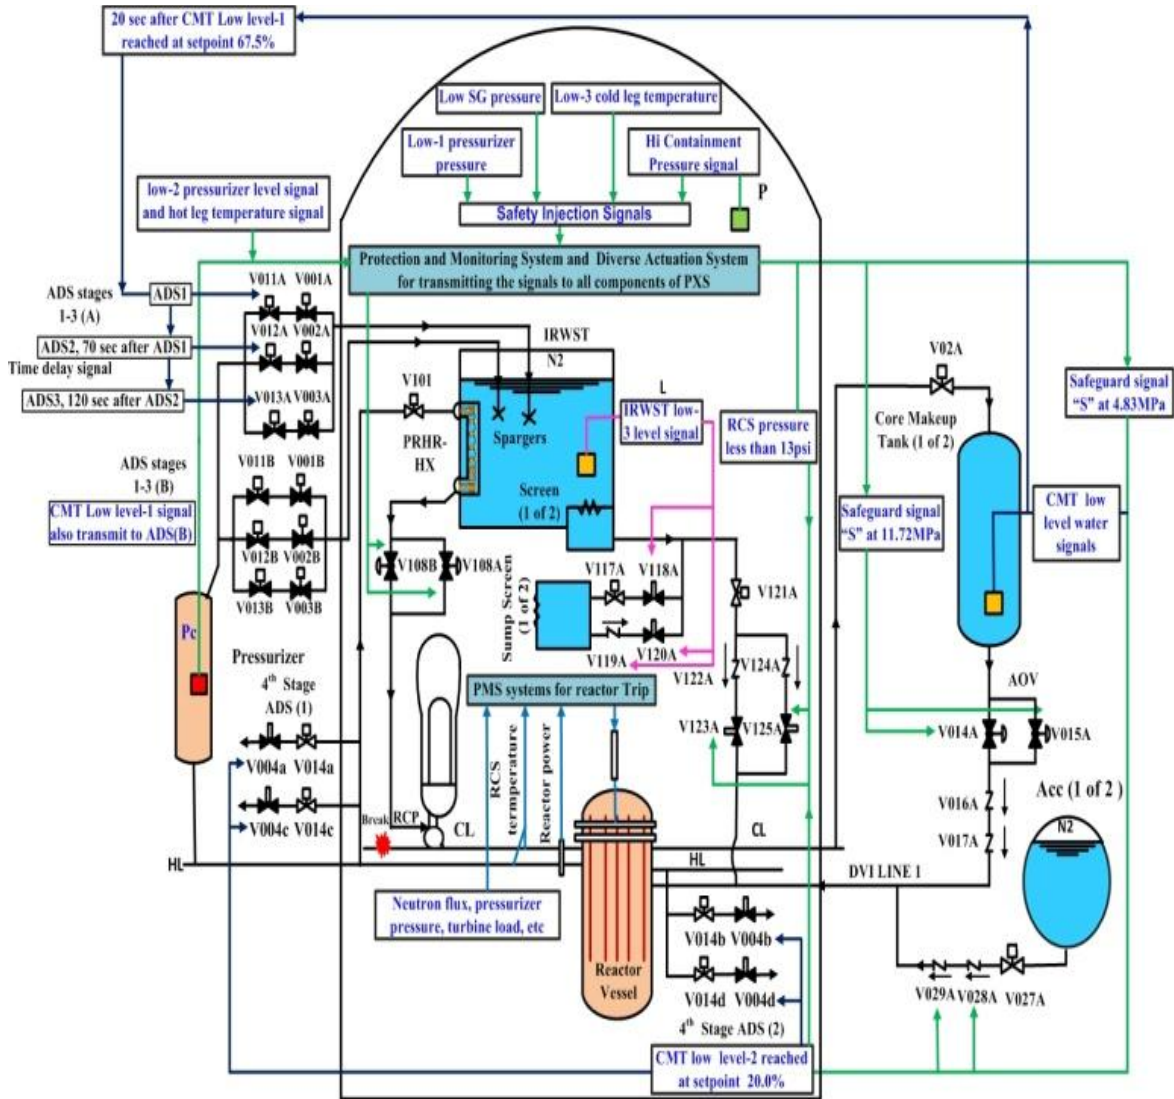 20 sec after CMT Low level-1
reached at setpoint 67.5%
Low SG pressure
Low-3 cold leg temperature
Low-1 pressurizer
pressure
Hi Containment
Pressure signal
P
low-2 pressurizer level signal
and hot leg temperature signal
Safety Injection Signals
Protection and Monitoring System and Diverse Actuation System
for transmitting the signals to all components of PXS
ADS stages
1-3 (A)
ADS1
V011A
V001A
V012A
V002A
ADS2, 70 sec after ADS1
Time delay signal
ADS3, 120 sec after ADS2
V013A
V003A
IRWST
N2
V101
Spargers
L
IRWST low-
3 level signal
RCS pressure
less than 13psi
V02A
Core Makeup
Tank (1 of 2)
Safeguard signal
“S” at 4.83MPa
PRHR-
HX
ADS stages
1-3 (B)
V011B
V001B
CMT Low level-1 signal
also transmit to ADS(B)
Screen
(1 of 2)
Safeguard signal
“S” at 11.72MPa
CMT low
level water
signals
V012B
V002B
V013B
V003B
V108B
V108A
V117A
V118A
V121A
Sump Screen
(1 of 2)
V119A
V120A
V122A
V124A
Pc
Pressurizer
4th Stage
ADS (1)
PMS systems for reactor Trip
V123A
V125A
AOV
V014A
V015A
V004a
V014a
V016A
V017A
Acc (1 of 2 )
N2
V004c
V014c
RCS
termperature
Reactor power
Break
RCP
CL
CL
HL
HL
DVI LINE 1
Neutron flux, pressurizer
pressure, turbine load, etc
V014b
V004b
Reactor
Vessel
V014d
V004d
V029A
V028A
V027A
4th Stage ADS (2)
CMT low level-2 reached
at setpoint 20.0%